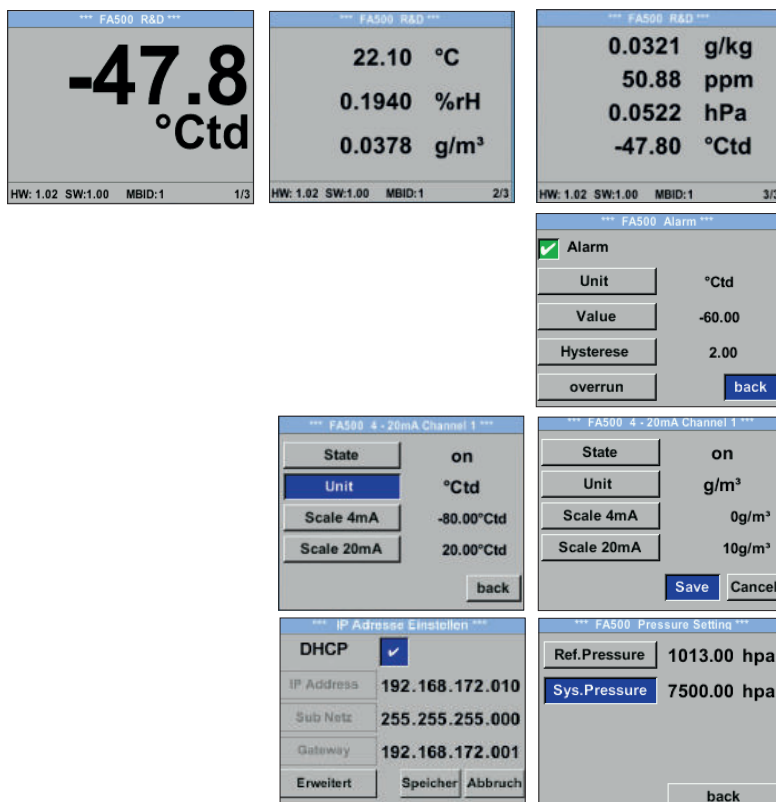 *** FA500 R&D ***
-47.8
°Ctd
HW: 1.02 SW:1.00 MBID:1 1/3
*** FA500 R&D ***
22.10 °C
0.1940 %rH
0.0378 g/m³
HW: 1.02 SW:1.00 MBID:1 2/3
*** FA500 R&D ***
0.0321 g/kg
50.88 ppm
0.0522 hPa
-47.80 °Ctd
HW: 1.02 SW:1.00 MBID:1 3/3
*** FA500 Alarm ***
Alarm
Unit °Ctd
Value -60.00
Hysterese 2.00
overrun back
*** FA500 4 - 20mA Channel 1 ***
State on
Unit °Ctd
Scale 4mA -80.00°Ctd
Scale 20mA 20.00°Ctd
back
*** FA500 4 - 20mA Channel 1 ***
State on
Unit g/m³
Scale 4mA 0g/m³
Scale 20mA 10g/m³
Save Cancel
*** IP Adresse Einstellen ***
DHCP
IP Address 192.168.172.010
Sub Netz 255.255.255.000
Gateway 192.168.172.001
Erweitert Speicher Abbruch
*** FA500 Pressure Setting ***
Ref.Pressure 1013.00 hpa
Sys.Pressure 7500.00 hpa
back